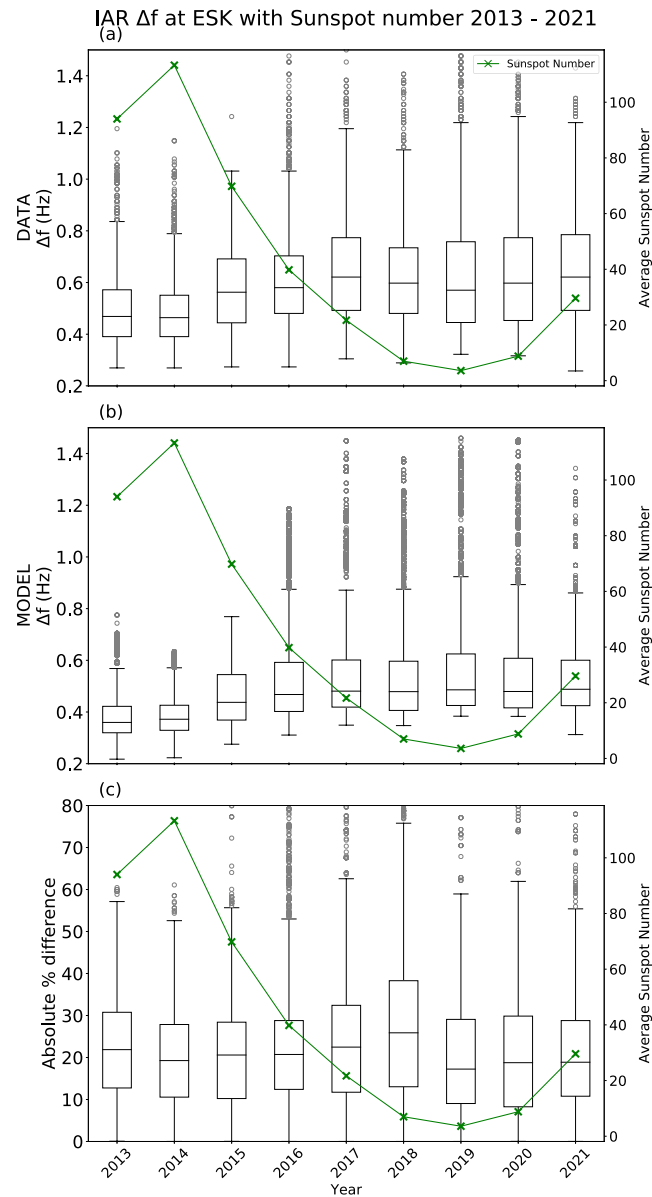 IAR Δf at ESK with Sunspot number 2013 - 2021
(a)
Sunspot Number
1.4
1.2
1.0
0.8
0.6
0.4
0.2
DATA
Δf (Hz)
100
80
60
40
20
0
Average Sunspot Number
(b)
1.4
1.2
1.0
0.8
0.6
0.4
0.2
MODEL
Δf (Hz)
100
80
60
40
20
0
Average Sunspot Number
(c)
80
70
60
50
40
30
20
10
0
Absolute % difference
100
80
60
40
20
0
Average Sunspot Number
2013 2014 2015 2016 2017 2018 2019 2020 2021
Year